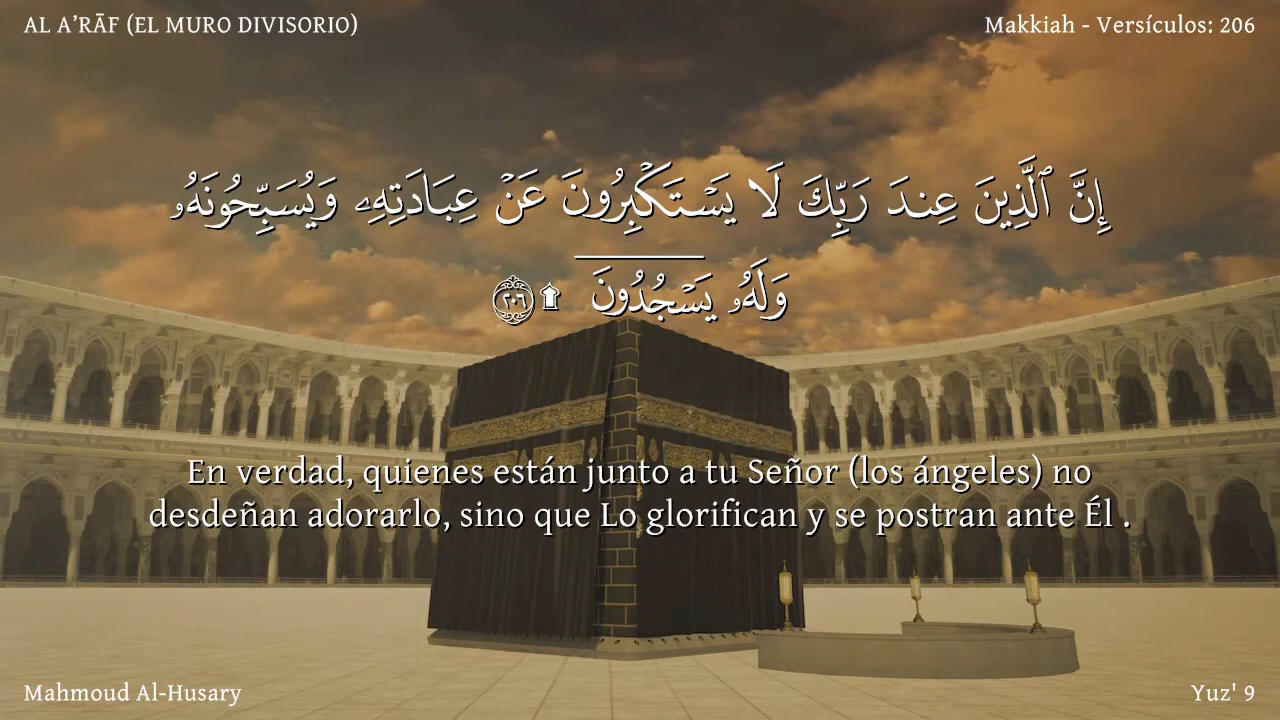 AL A’RĀF (EL MURO DIVISORIO)
Makkiah - Versículos: 206
إِنَّ ٱلَّذِينَ عِندَ رَبِّكَ لَا يَسْتَكْبِرُونَ عَنْ عِبَادَتِهِۦ وَيُسَبِّحُونَهُۥ
وَلَهُۥ يَسْجُدُونَ ۩ ٢٠٦
En verdad, quienes están junto a tu Señor (los ángeles) no
desdeñan adorarlo, sino que Lo glorifican y se postran ante Él .
Mahmoud Al-Husary
Yuz' 9